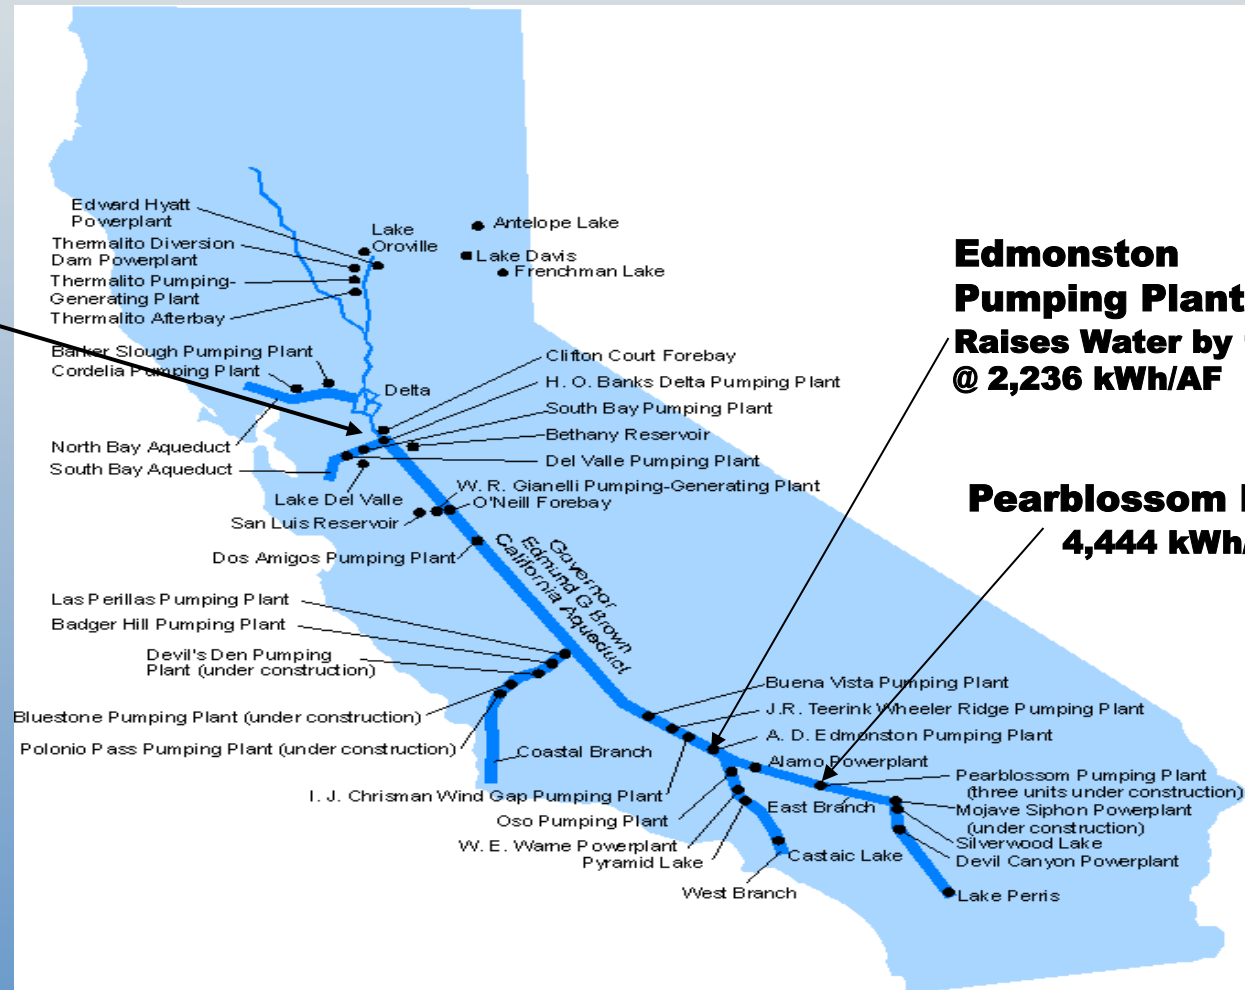 Edward Hyatt
Powerplant
Thermalito Diversion
Dam Powerplant
Thermalito Pumping-
Generating Plant
Thermalito Afterbay
Lake
Oroville
Antelope Lake
Lake Davis
Frenchman Lake
Barker Slough Pumping Plant
Cordelia Pumping Plant
Delta
North Bay Aqueduct
South Bay Aqueduct
Clifton Court Forebay
H. O. Banks Delta Pumping Plant
South Bay Pumping Plant
Bethany Reservoir
Del Valle Pumping Plant
Lake Del Valle
W. R. Gianelli Pumping-Generating Plant
O'Neill Forebay
San Luis Reservoir
Dos Amigos Pumping Plant
Governor
Edmund G Brown
California Aqueduct
Las Perillas Pumping Plant
Badger Hill Pumping Plant
Devil's Den Pumping
Plant (under construction)
Bluestone Pumping Plant (under construction)
Polonio Pass Pumping Plant (under construction)
Coastal Branch
Buena Vista Pumping Plant
J.R. Teerink Wheeler Ridge Pumping Plant
A. D. Edmonston Pumping Plant
Alamo Powerplant
I. J. Chrisman Wind Gap Pumping Plant
Oso Pumping Plant
W. E. Warne Powerplant
Pyramid Lake
Castaic Lake
West Branch
East Branch
Pearblossom Pumping Plant
(three units under construction)
Mojave Siphon Powerplant
(under construction)
Silverwood Lake
Devil Canyon Powerplant
Lake Perris
Edmonston
Pumping Plant
Raises Water by
@ 2,236 kWh/AF
Pearblossom
4,444 kWh/